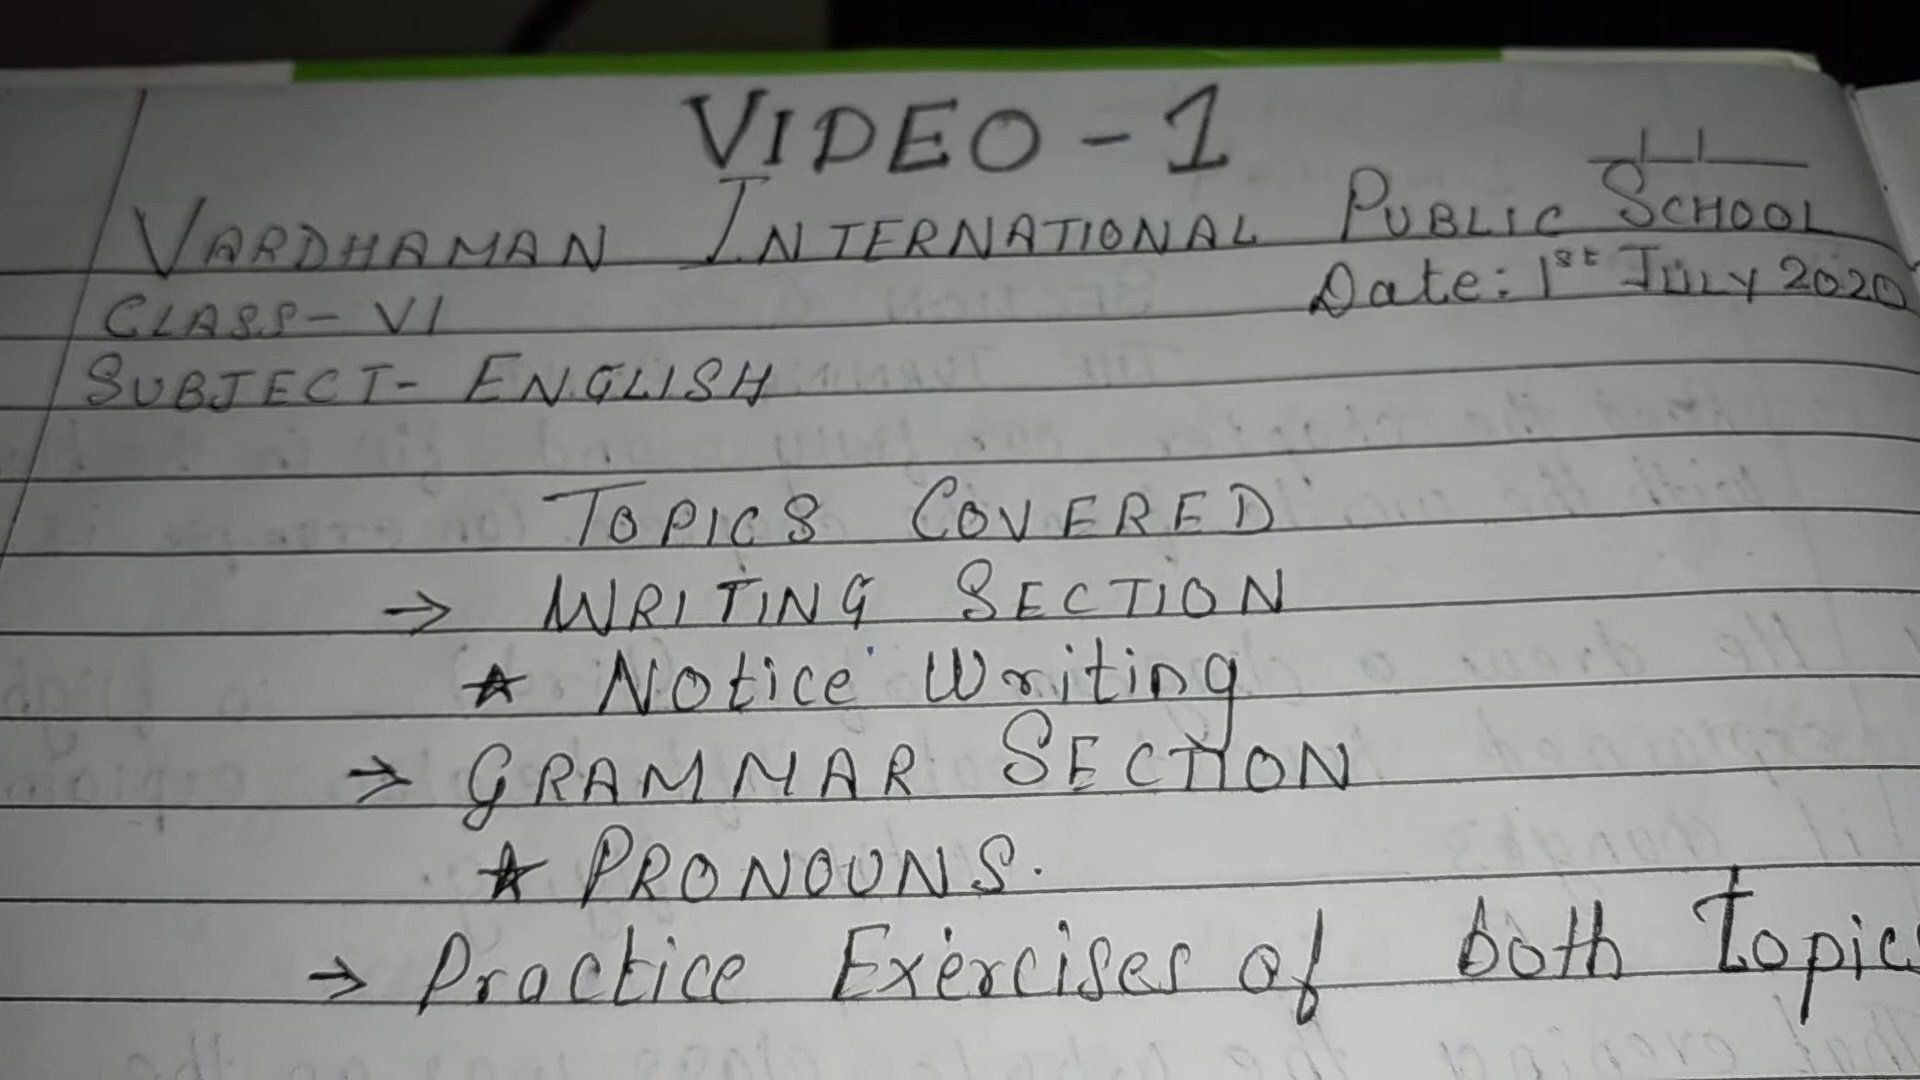 VIDEO - 1
VARDHAMAN INTERNATIONAL PUBLIC SCHOOL
CLASS - VI
Date: 1st JULY 2020
SUBJECT - ENGLISH
TOPICS COVERED
→ WRITING SECTION
★ Notice Writing
→ GRAMMAR SECTION
★ PRONOUNS.
→ Practice Exercises of both Topics